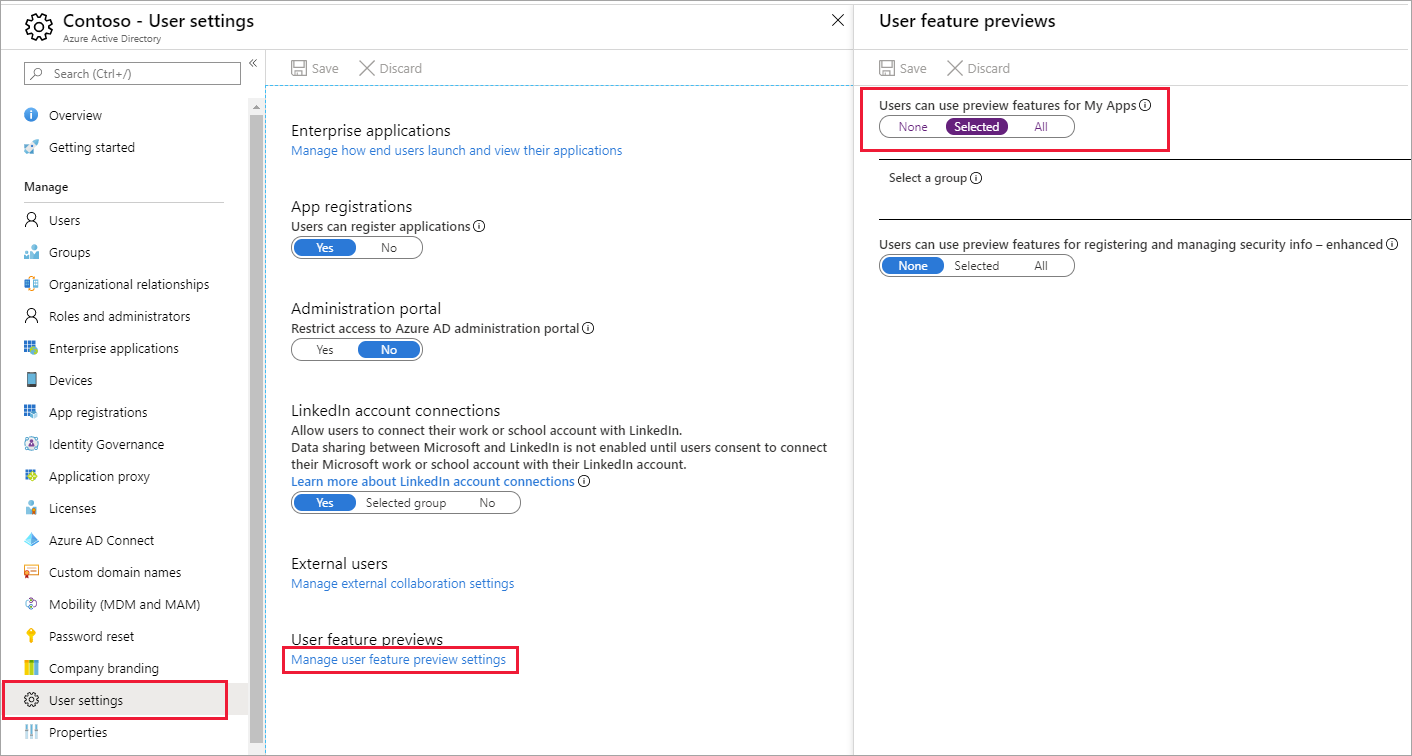 Contoso - User settings
Azure Active Directory
Search (Ctrl+/)
Overview
Getting started
Manage
Users
Groups
Organizational relationships
Roles and administrators
Enterprise applications
Devices
App registrations
Identity Governance
Application proxy
Licenses
Azure AD Connect
Custom domain names
Mobility (MDM and MAM)
Password reset
Company branding
User settings
Properties
Save Discard
Enterprise applications
Manage how end users launch and view their applications
App registrations
Users can register applications
Yes No
Administration portal
Restrict access to Azure AD administration portal
Yes No
LinkedIn account connections
Allow users to connect their work or school account with LinkedIn.
Data sharing between Microsoft and LinkedIn is not enabled until users consent to connect
their Microsoft work or school account with their LinkedIn account.
Learn more about LinkedIn account connections
Yes Selected group No
External users
Manage external collaboration settings
User feature previews
Manage user feature preview settings
User feature previews
Save Discard
Users can use preview features for My Apps
None Selected All
Select a group
Users can use preview features for registering and managing security info – enhanced
None Selected All